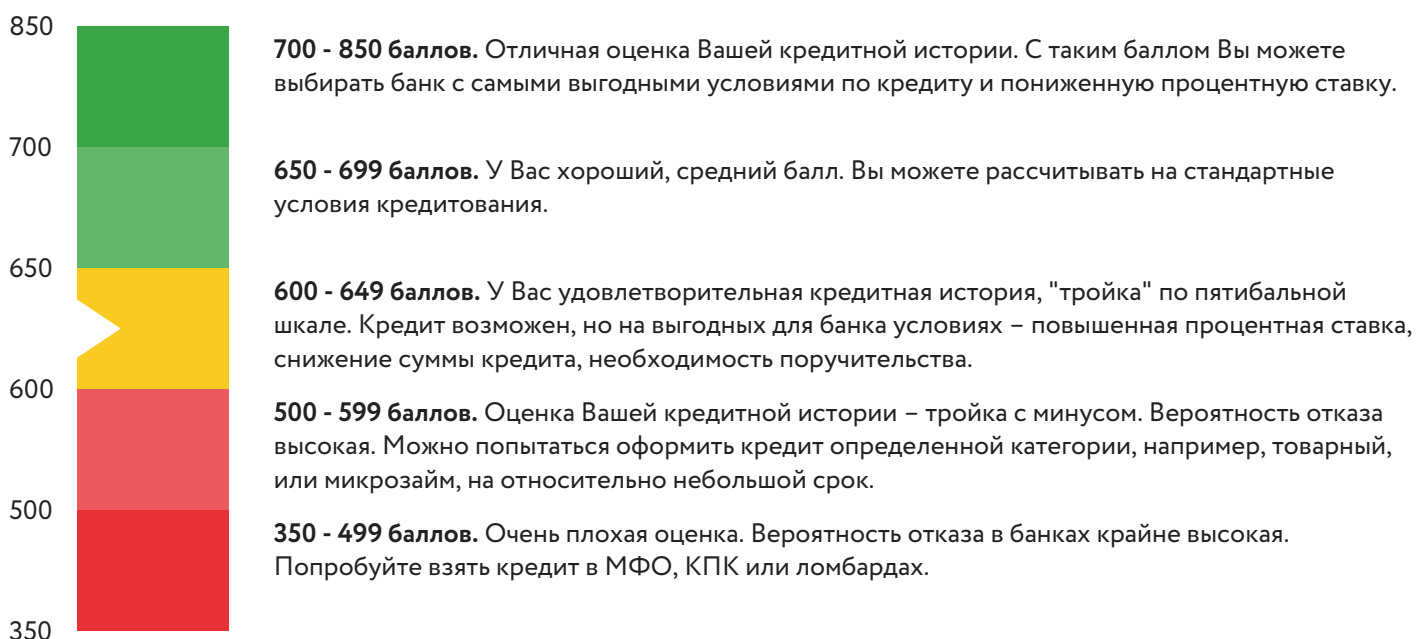 850
700 - 850 баллов. Отличная оценка Вашей кредитной истории. С таким баллом Вы можете
выбирать банк с самыми выгодными условиями по кредиту и пониженную процентную ставку.
700
650 - 699 баллов. У Вас хороший, средний балл. Вы можете рассчитывать на стандартные
условия кредитования.
650
600 - 649 баллов. У Вас удовлетворительная кредитная история, "тройка" по пятибальной
шкале. Кредит возможен, но на выгодных для банка условиях – повышенная процентная ставка,
снижение суммы кредита, необходимость поручительства.
600
500 - 599 баллов. Оценка Вашей кредитной истории – тройка с минусом. Вероятность отказа
высокая. Можно попытаться оформить кредит определенной категории, например, товарный,
или микрозайм, на относительно небольшой срок.
500
350 - 499 баллов. Очень плохая оценка. Вероятность отказа в банках крайне высокая.
Попробуйте взять кредит в МФО, КПК или ломбардах.
350